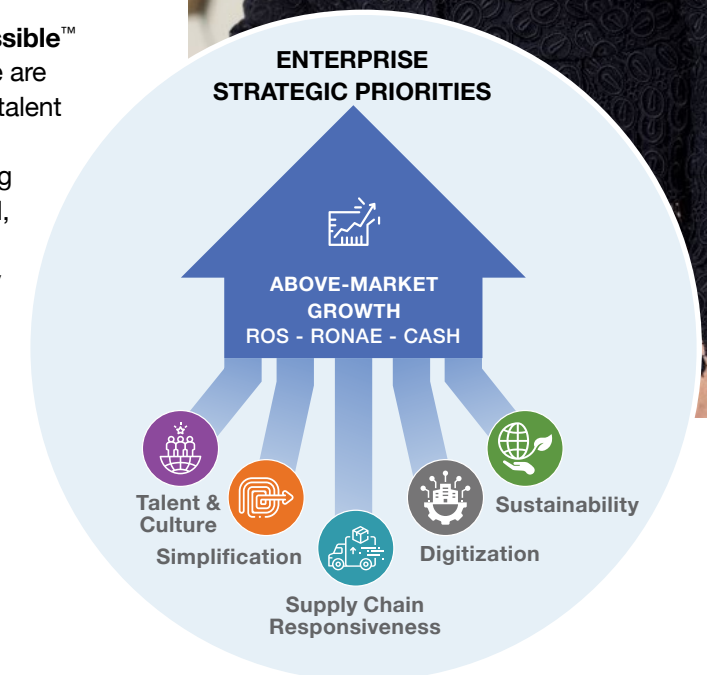 ssible™
e are
talent
g
l,
ENTERPRISE
STRATEGIC PRIORITIES
ABOVE-MARKET
GROWTH
ROS - RONAE - CASH
Talent &
Culture
Simplification
Supply Chain
Responsiveness
Digitization
Sustainability